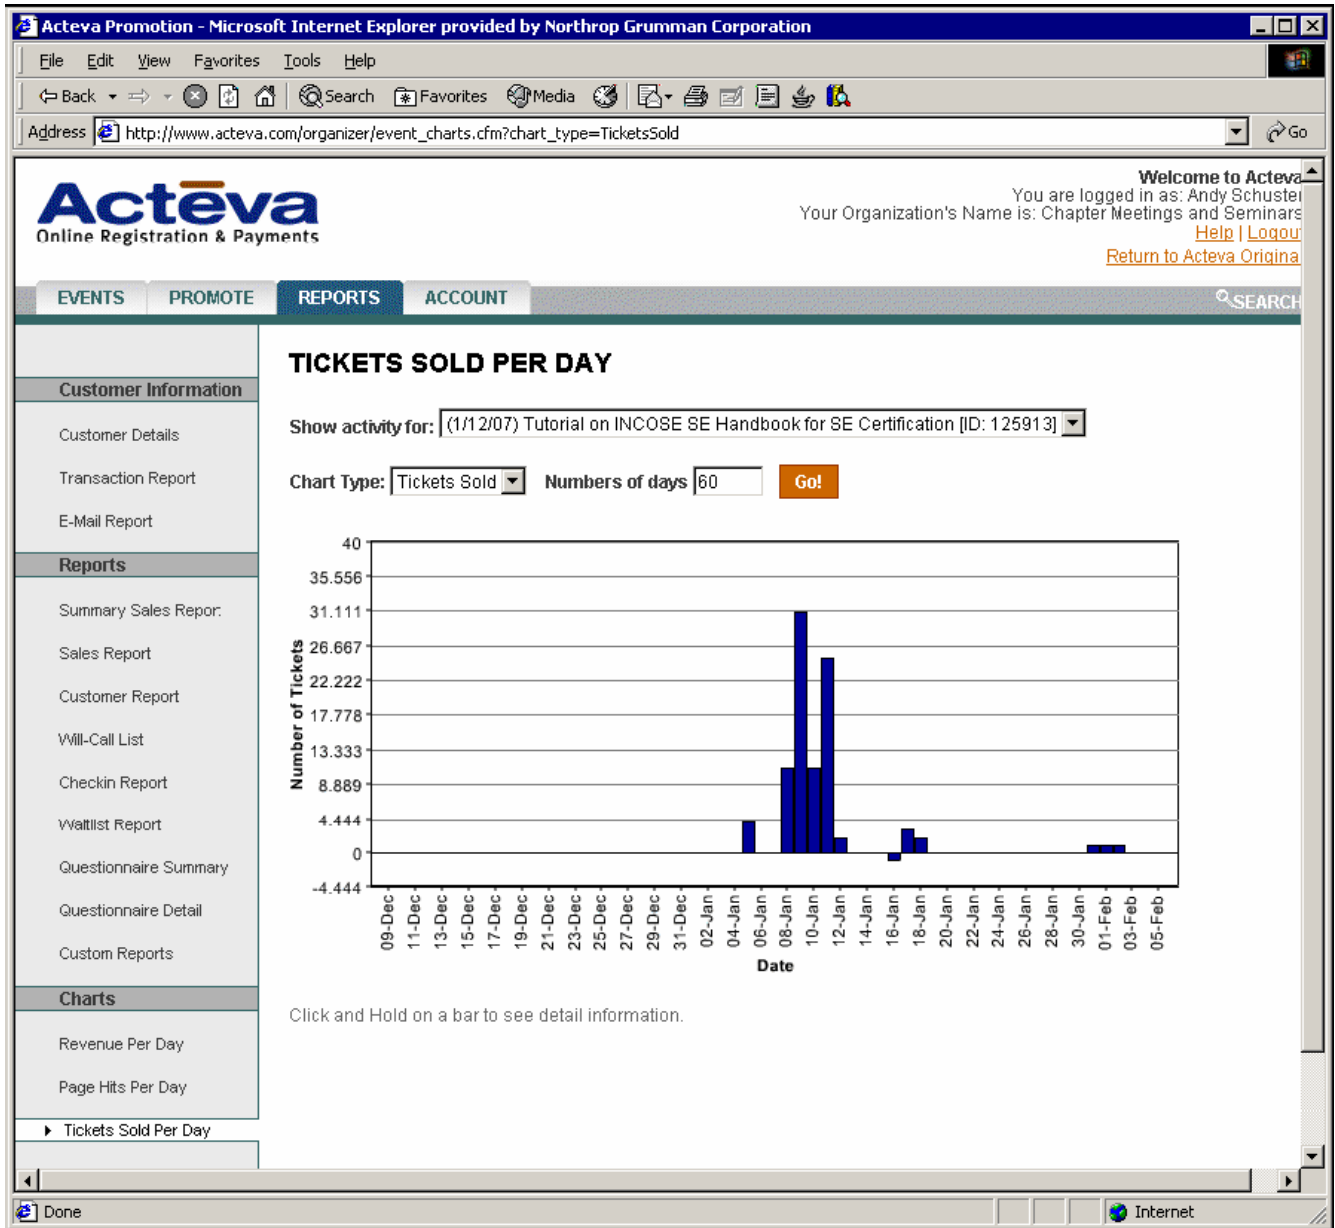 Acteva Promotion - Microsoft Internet Explorer provided by Northrop Grumman Corporation
File Edit View Favorites Tools Help
Back Search Favorites Media
Address http://www.acteva.com/organizer/event_charts.cfm?chart_type=TicketsSold Go
Welcome to Acteva
You are logged in as: Andy Schuster
Your Organization's Name is: Chapter Meetings and Seminars
Help | Logou
Return to Acteva Origina
Acteva
Online Registration & Payments
EVENTS PROMOTE REPORTS ACCOUNT SEARCH
TICKETS SOLD PER DAY
Show activity for: (1/12/07) Tutorial on INCOSE SE Handbook for SE Certification [ID: 125913]
Chart Type: Tickets Sold Numbers of days 60 Go!
Customer Information
Customer Details
Transaction Report
E-Mail Report
Reports
Summary Sales Repor
Sales Report
Customer Report
Will-Call List
Checkin Report
Waitlist Report
Questionnaire Summary
Questionnaire Detail
Custom Reports
Charts
Revenue Per Day
Page Hits Per Day
Tickets Sold Per Day
Number of Tickets
40
35.556
31.111
26.667
22.222
17.778
13.333
8.889
4.444
0
-4.444
09-Dec 11-Dec 13-Dec 15-Dec 17-Dec 19-Dec 21-Dec 23-Dec 25-Dec 27-Dec 29-Dec 31-Dec 02-Jan 04-Jan 06-Jan 08-Jan 10-Jan 12-Jan 14-Jan 16-Jan 18-Jan 20-Jan 22-Jan 24-Jan 26-Jan 28-Jan 30-Jan 01-Feb 03-Feb 05-Feb
Date
Click and Hold on a bar to see detail information.
Done Internet